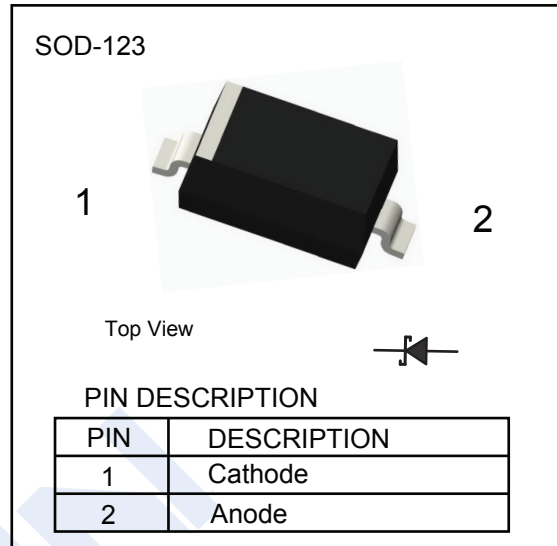 SOD-123
1
2
Top View
PIN DESCRIPTION
PIN DESCRIPTION
1 Cathode
2 Anode